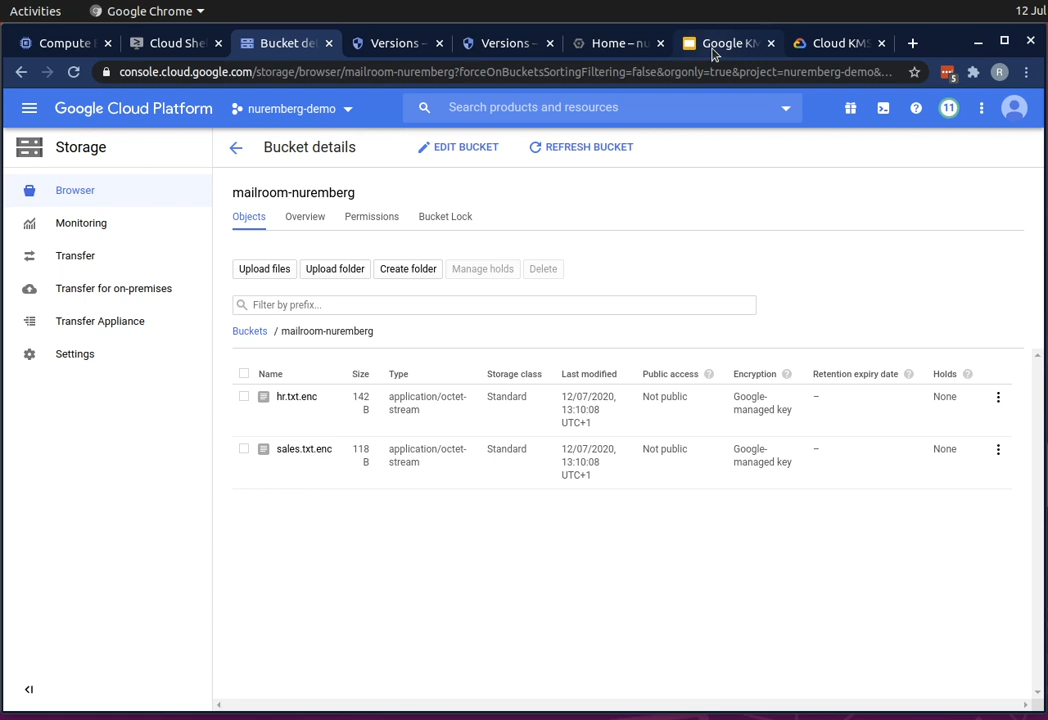 Activities Google Chrome 12 Jul
Compute Cloud She Bucket de Versions – Versions – Home – nu Google KM Cloud KMS
console.cloud.google.com/storage/browser/mailroom-nuremberg?forceOnBucketsSortingFiltering=false&orgonly=true&project=nuremberg-demo&... 5 R
Google Cloud Platform nuremberg-demo Search products and resources 11
Storage Bucket details EDIT BUCKET REFRESH BUCKET
Browser
Monitoring
Transfer
Transfer for on-premises
Transfer Appliance
Settings
mailroom-nuremberg
Objects Overview Permissions Bucket Lock
Upload files Upload folder Create folder Manage holds Delete
Filter by prefix...
Buckets / mailroom-nuremberg
Name Size Type Storage class Last modified Public access Encryption Retention expiry date Holds
hr.txt.enc 142 application/octet- Standard 12/07/2020, Not public Google- – None
B stream 13:10:08 managed key
UTC+1
sales.txt.enc 118 application/octet- Standard 12/07/2020, Not public Google- – None
B stream 13:10:08 managed key
UTC+1